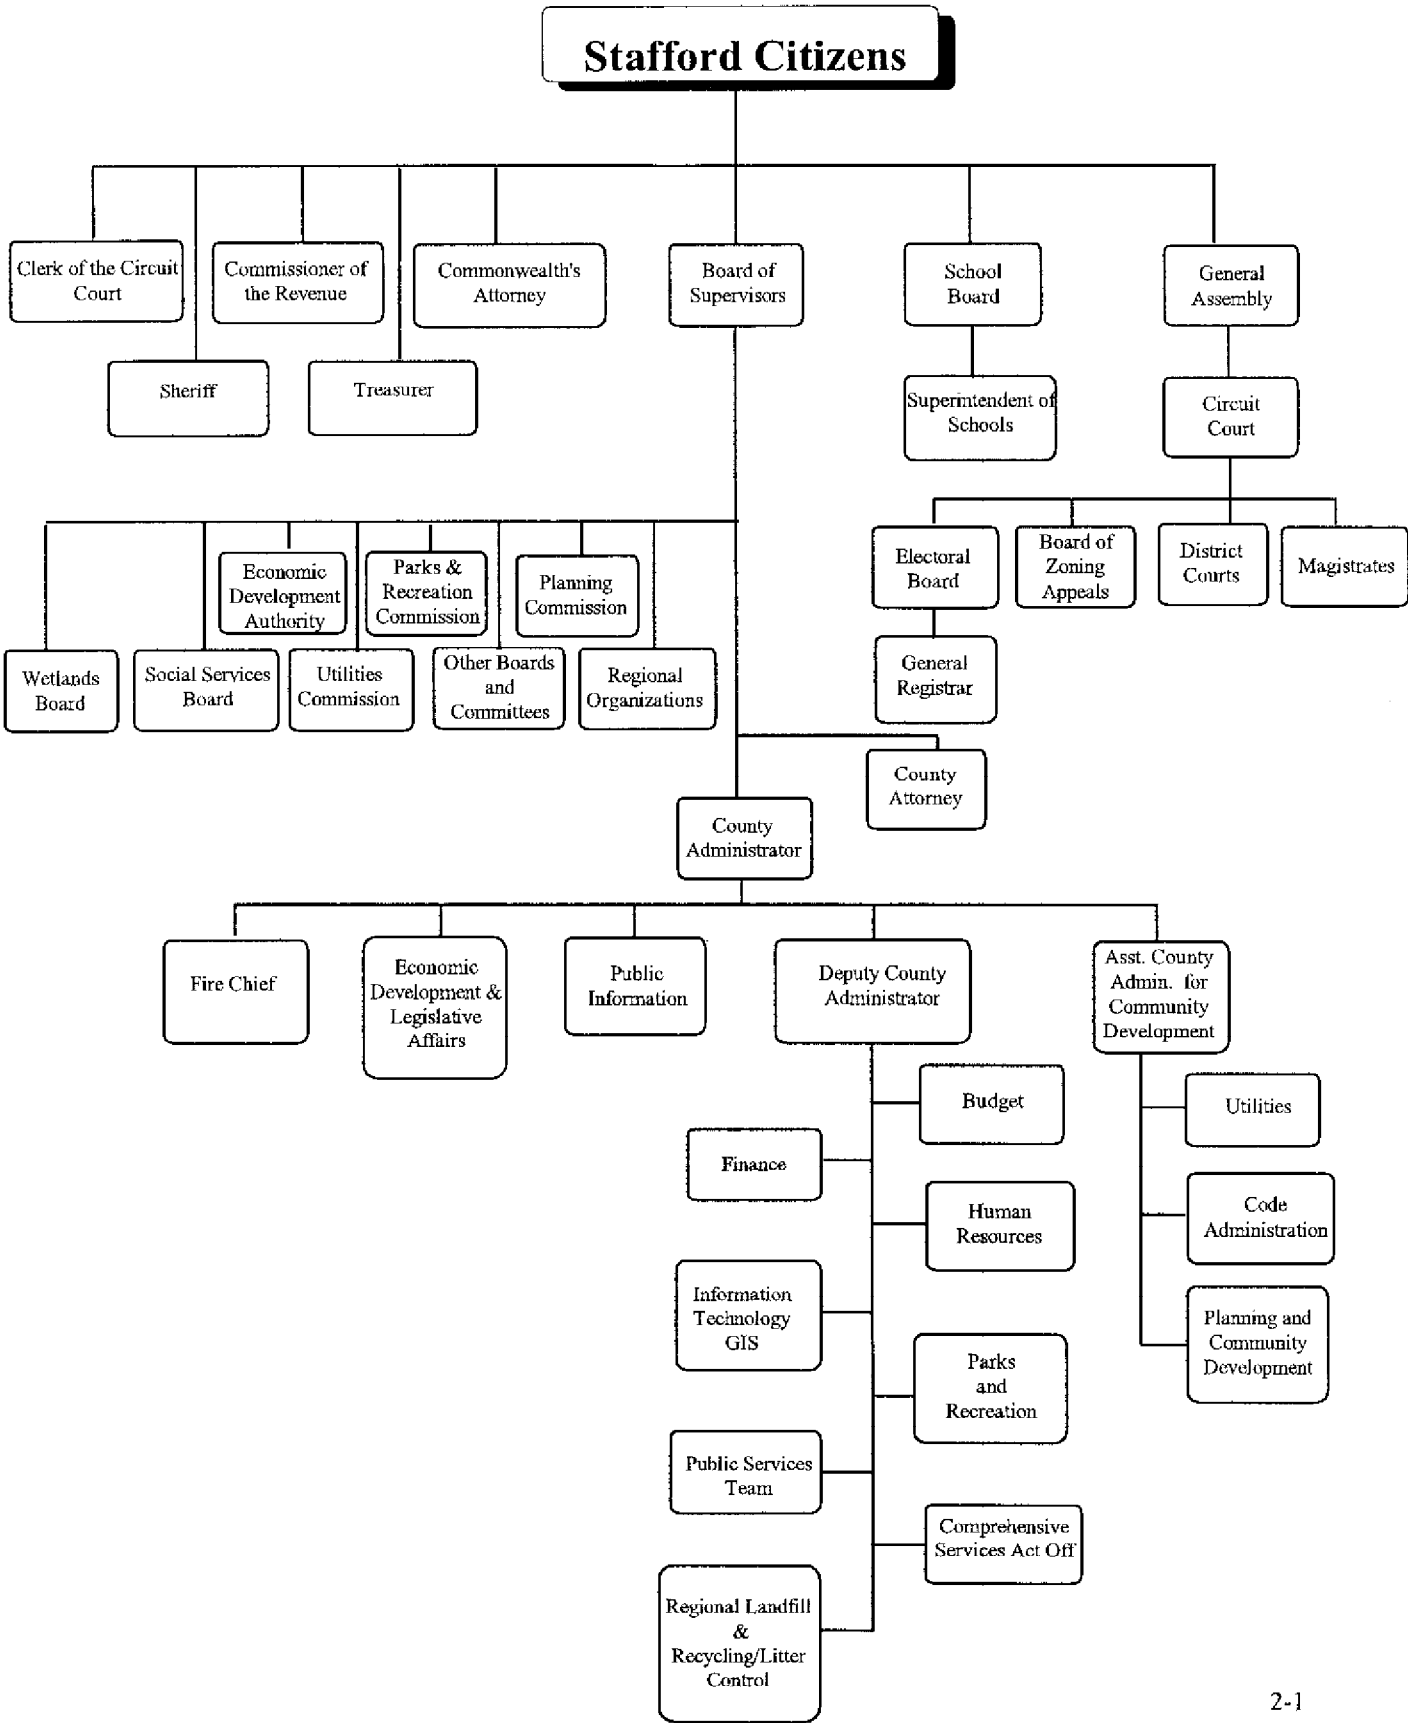 Stafford Citizens
Clerk of the Circuit
Court
Commissioner of
the Revenue
Commonwealth's
Attorney
Board of
Supervisors
School
Board
General
Assembly
Sheriff
Treasurer
Superintendent of
Schools
Circuit
Court
Economic
Development
Authority
Parks &
Recreation
Commission
Planning
Commission
Electoral
Board
Board of
Zoning
Appeals
District
Courts
Magistrates
Wetlands
Board
Social Services
Board
Utilities
Commission
Other Boards
and
Committees
Regional
Organizations
General
Registrar
County
Attorney
County
Administrator
Fire Chief
Economic
Development &
Legislative
Affairs
Public
Information
Deputy County
Administrator
Asst. County
Admin. for
Community
Development
Budget
Utilities
Finance
Human
Resources
Code
Administration
Information
Technology
GIS
Planning and
Community
Development
Parks
and
Recreation
Public Services
Team
Comprehensive
Services Act Off
Regional Landfill
&
Recycling/Litter
Control
2-1